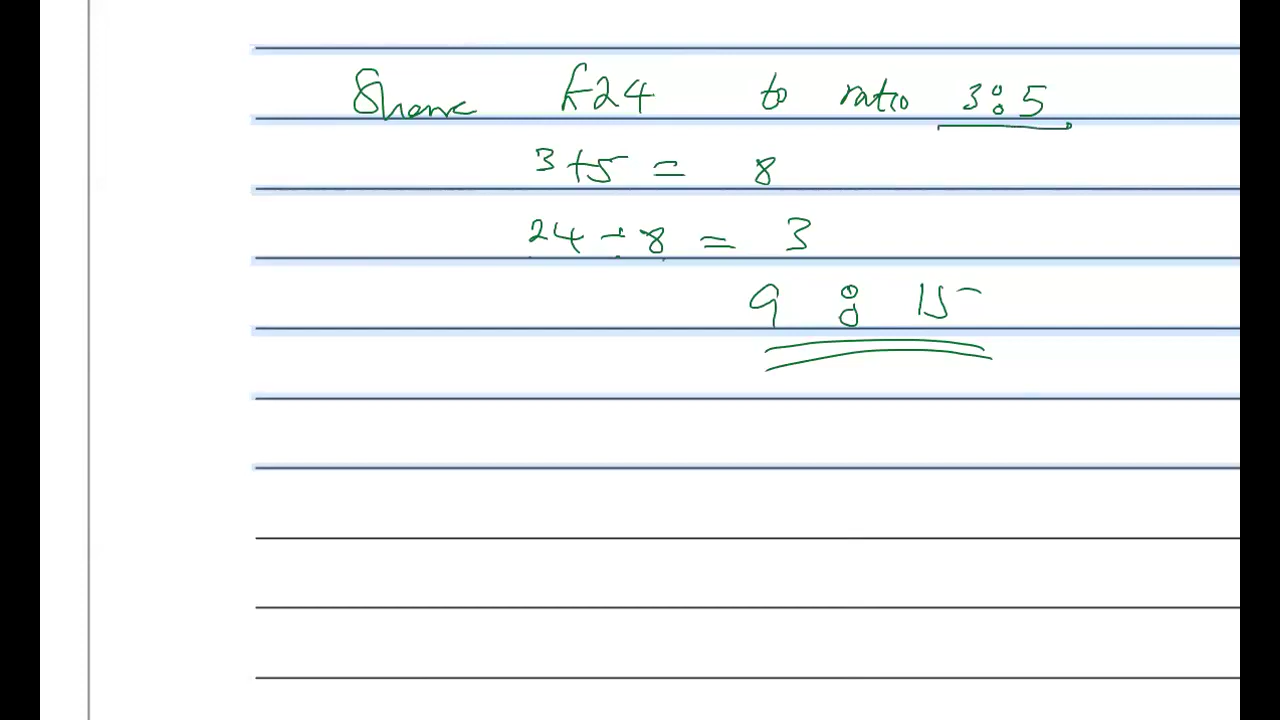 Share £24 to ratio 3:5
3+5 = 8
24 ÷ 8 = 3
9 : 15